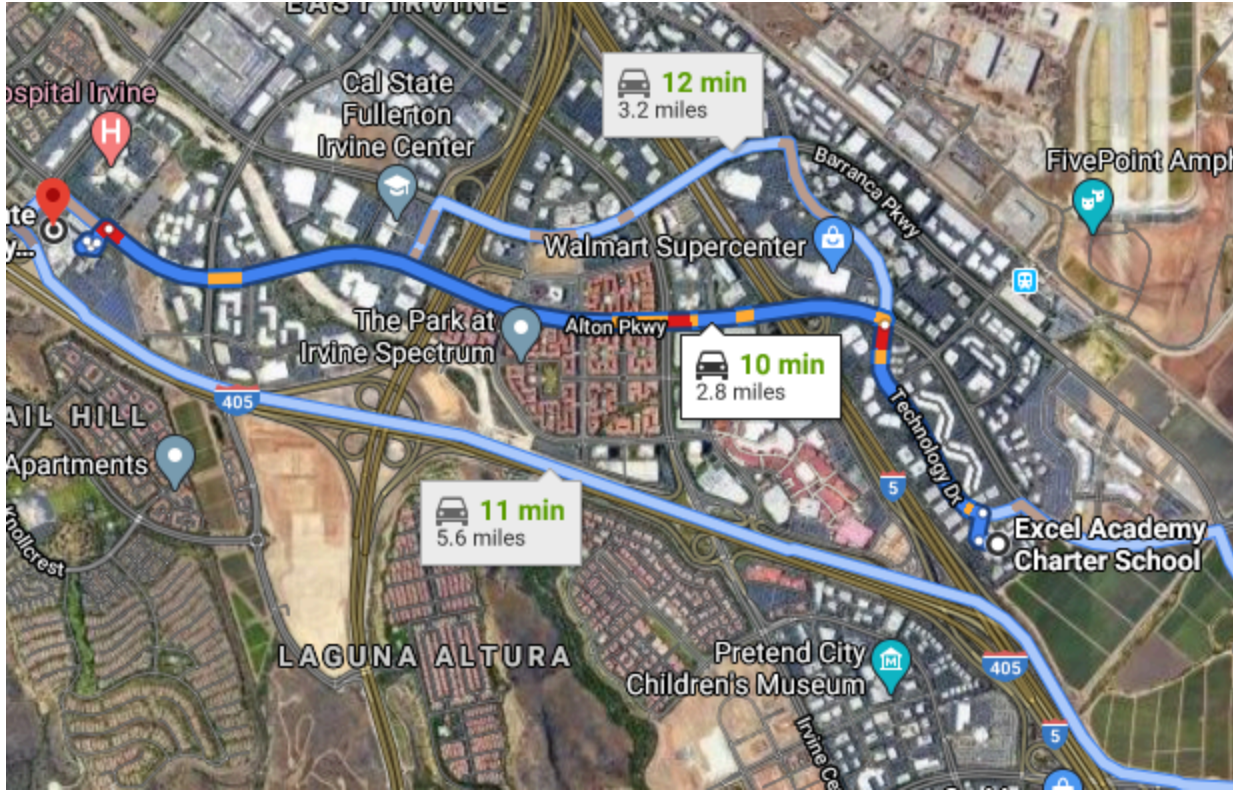 EAST IRVINE
12 min
3.2 miles
Cal State
Fullerton
Irvine Center
ospital Irvine
H
Barranca Pkwy
FivePoint Amph
Walmart Supercenter
ate
y...
The Park at
Irvine Spectrum
Alton Pkwy
10 min
2.8 miles
405
AIL HILL
Apartments
Technology Dr
5
11 min
5.6 miles
Excel Academy
Charter School
Knollcrest
LAGUNA ALTURA
Pretend City
Children's Museum
M
405
5
Irvine Ce